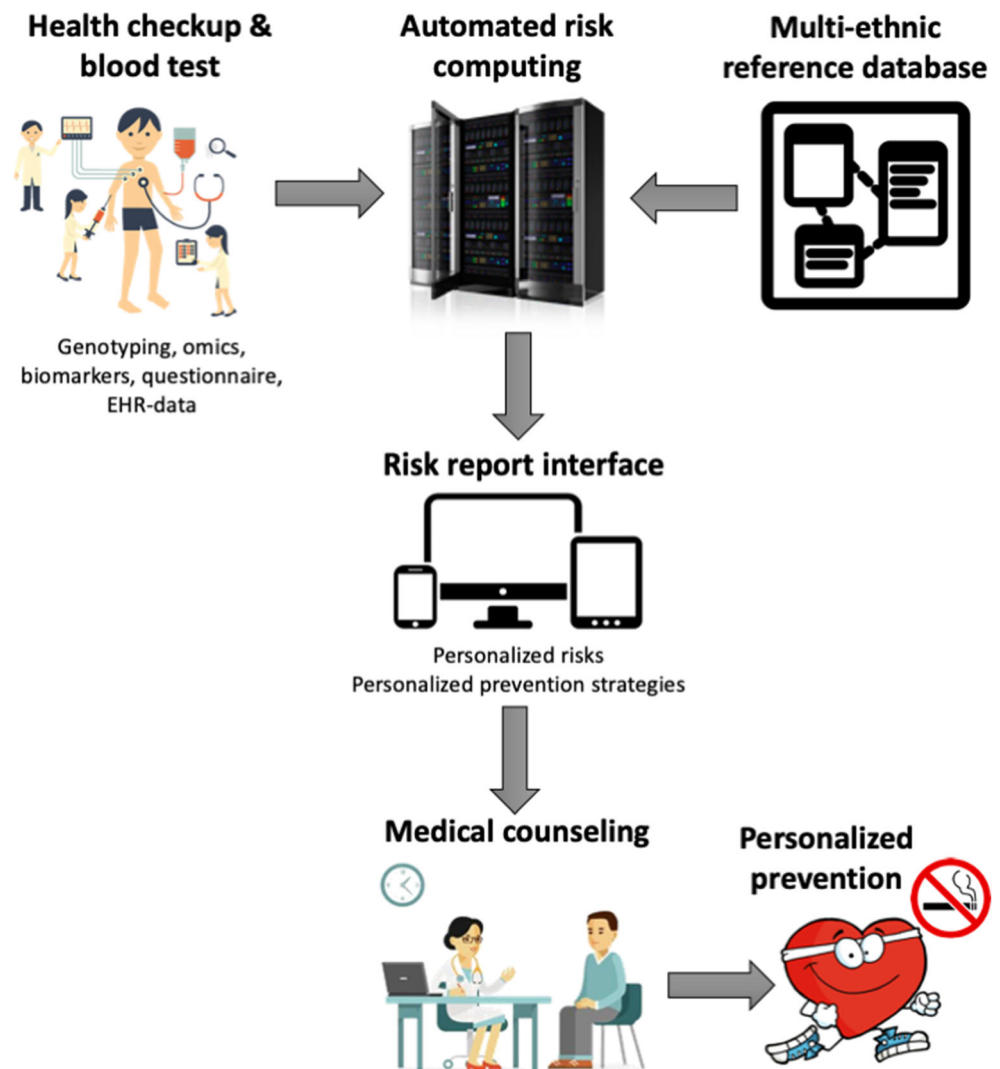 Health checkup &
blood test
Automated risk
computing
Multi-ethnic
reference database
Genotyping, omics,
biomarkers, questionnaire,
EHR-data
Risk report interface
Personalized risks
Personalized prevention strategies
Medical counseling
Personalized
prevention